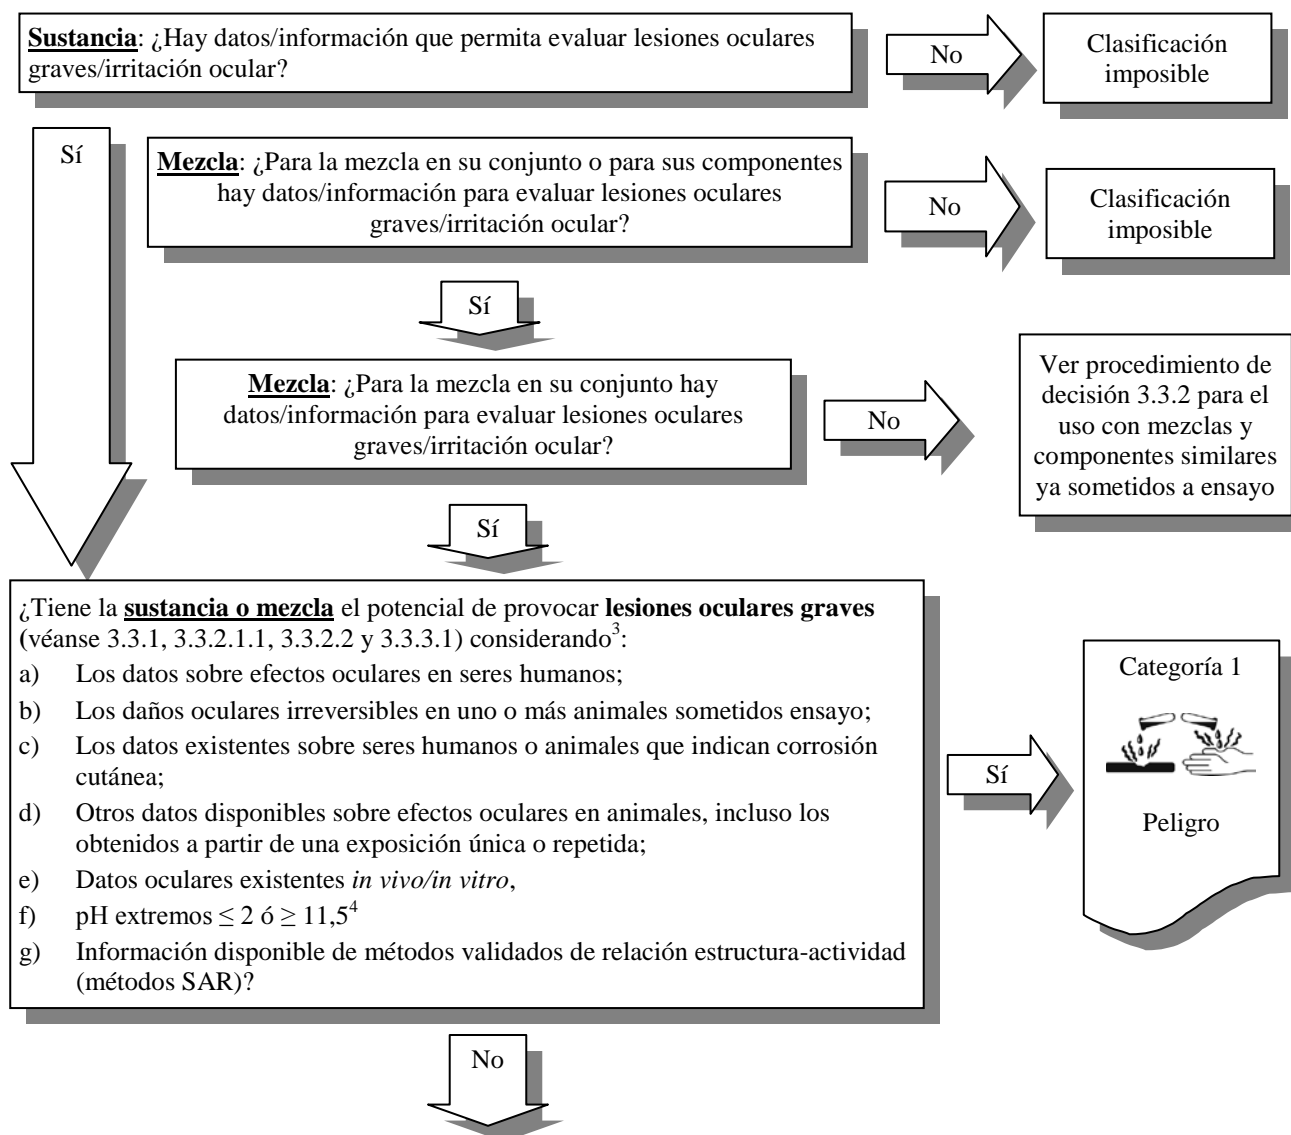 Sustancia: ¿Hay datos/información que permita evaluar lesiones oculares
graves/irritación ocular?
No
Clasificación
imposible
Sí
Mezcla: ¿Para la mezcla en su conjunto o para sus componentes
hay datos/información para evaluar lesiones oculares
graves/irritación ocular?
No
Clasificación
imposible
Sí
Mezcla: ¿Para la mezcla en su conjunto hay
datos/información para evaluar lesiones oculares
graves/irritación ocular?
No
Ver procedimiento de
decisión 3.3.2 para el
uso con mezclas y
componentes similares
ya sometidos a ensayo
Sí
¿Tiene la sustancia o mezcla el potencial de provocar lesiones oculares graves
(véanse 3.3.1, 3.3.2.1.1, 3.3.2.2 y 3.3.3.1) considerando³:
a) Los datos sobre efectos oculares en seres humanos;
b) Los daños oculares irreversibles en uno o más animales sometidos ensayo;
c) Los datos existentes sobre seres humanos o animales que indican corrosión
cutánea;
d) Otros datos disponibles sobre efectos oculares en animales, incluso los
obtenidos a partir de una exposición única o repetida;
e) Datos oculares existentes in vivo/in vitro,
f) pH extremos ≤ 2 ó ≥ 11,5⁴
g) Información disponible de métodos validados de relación estructura-actividad
(métodos SAR)?
Sí
Categoría 1
Peligro
No